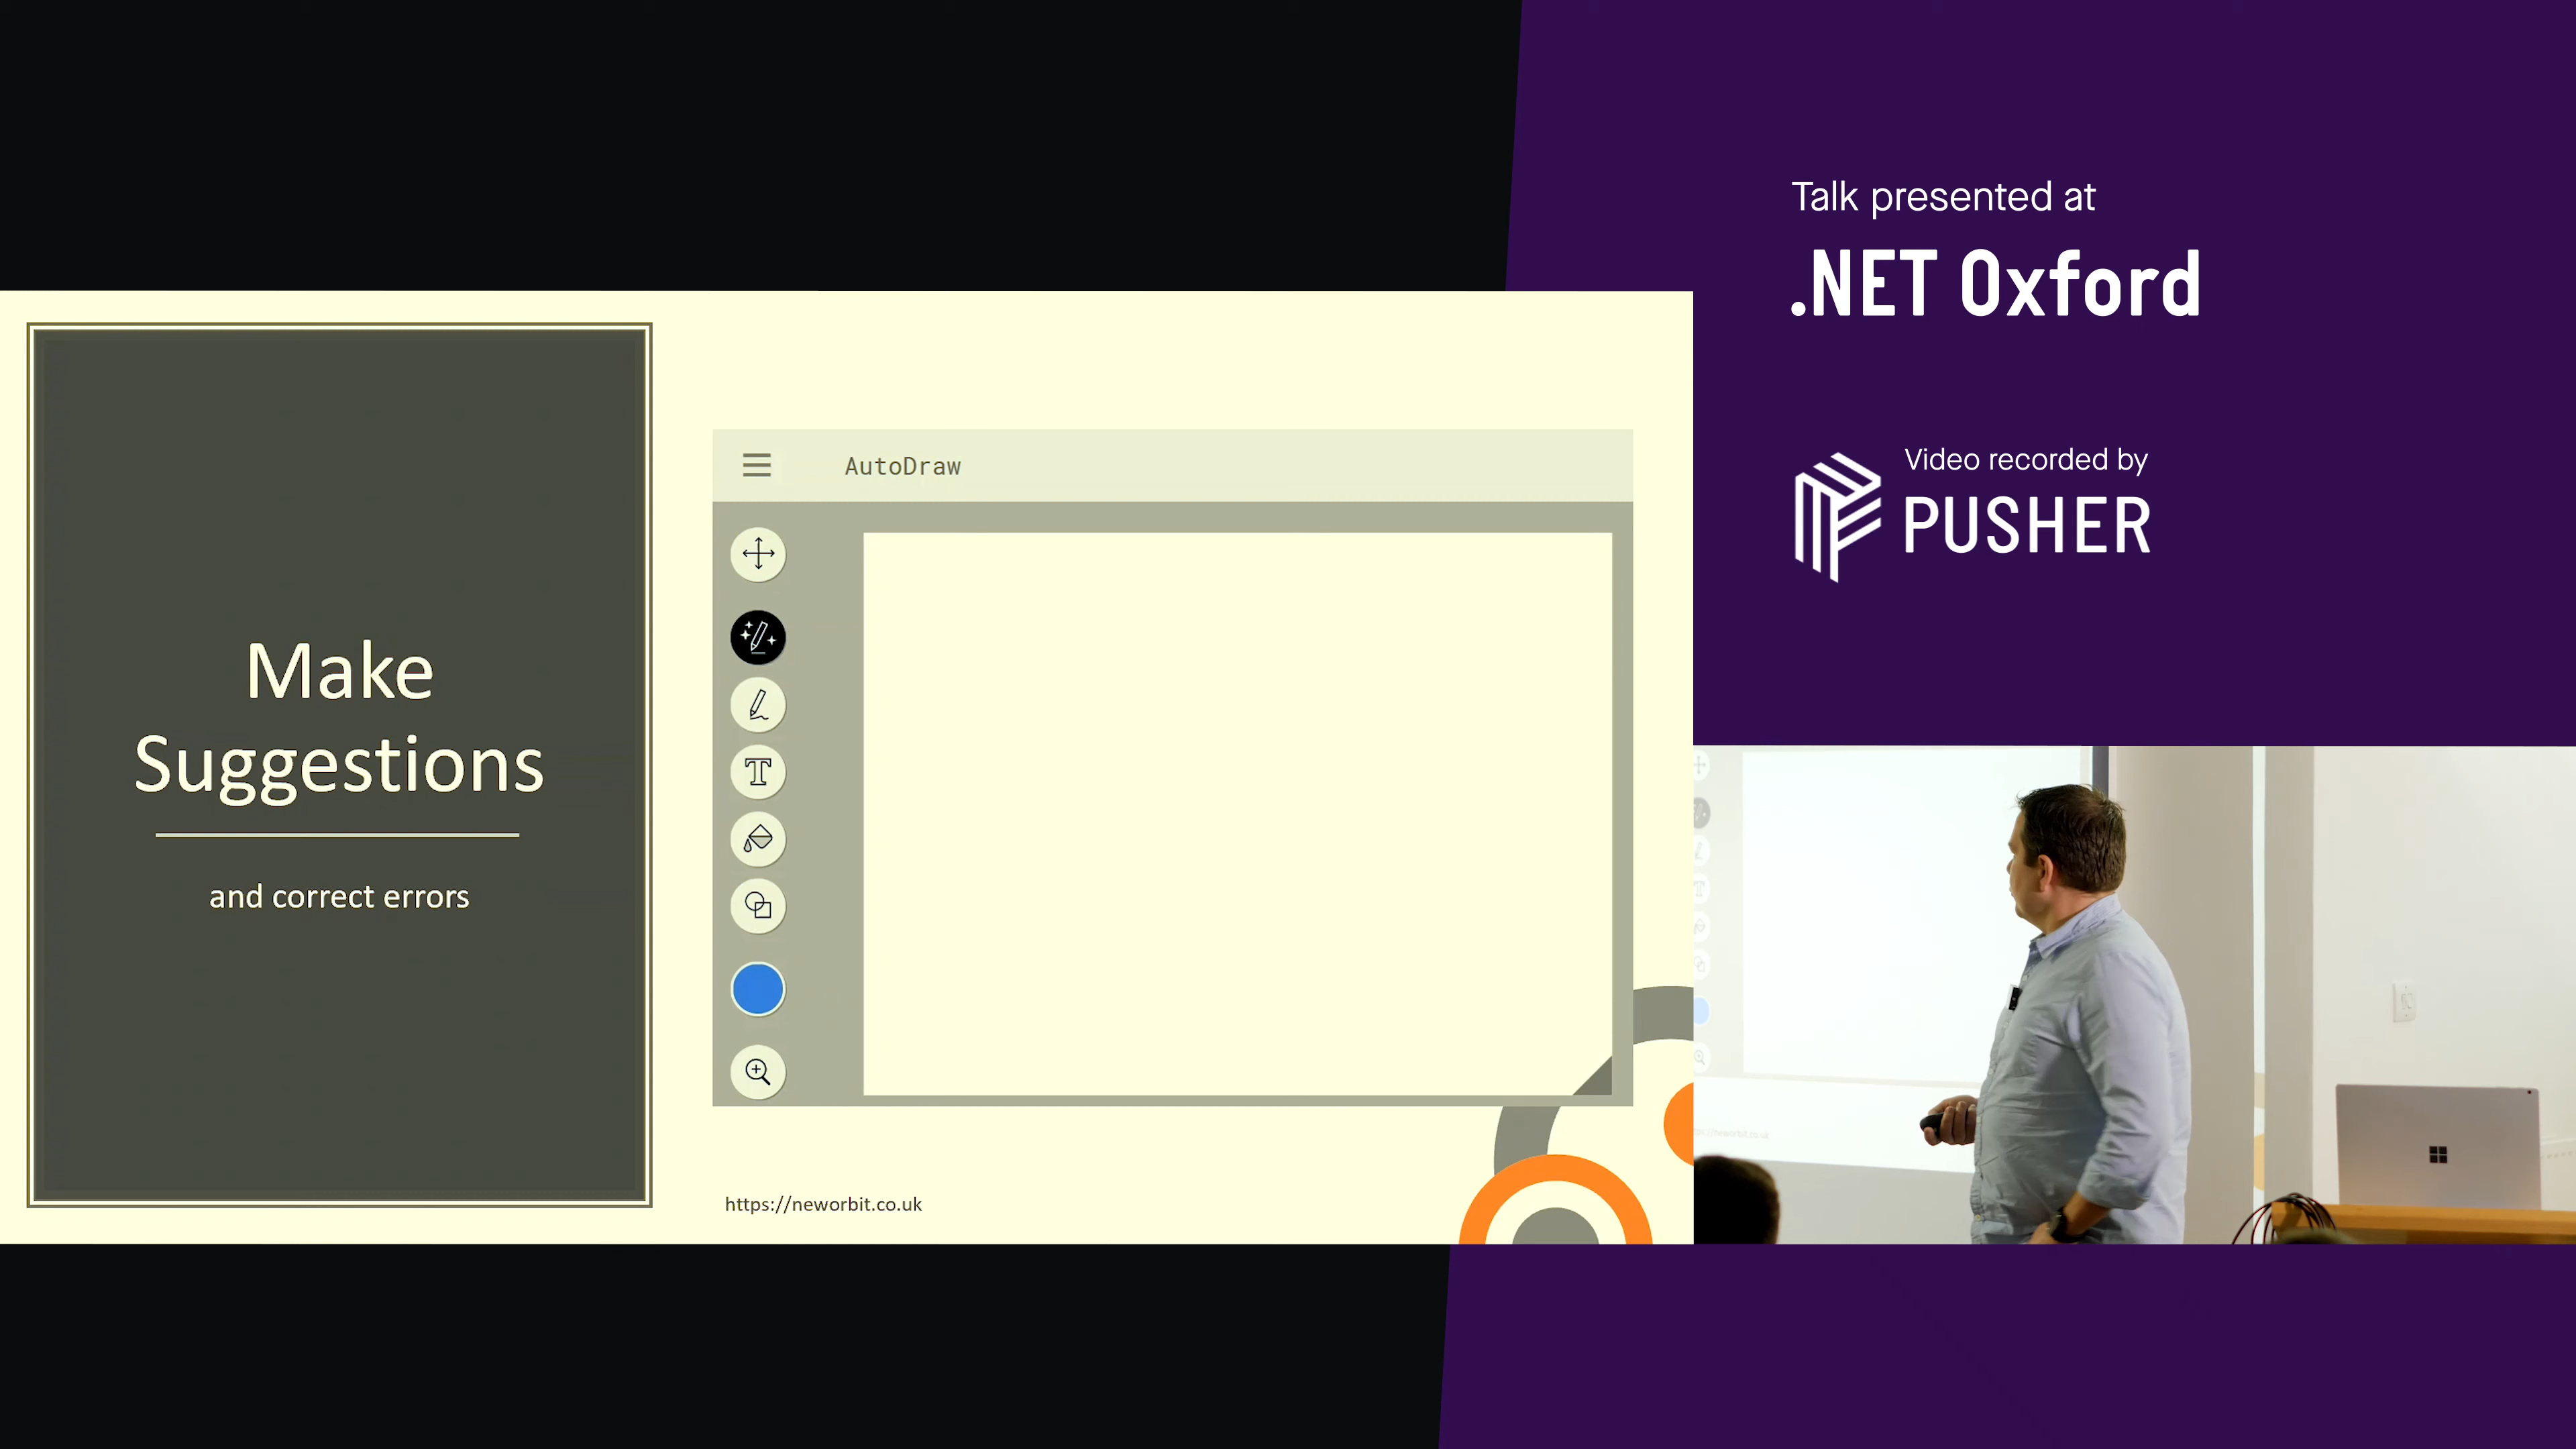 Make
Suggestions
and correct errors
AutoDraw
T
https://neworbit.co.uk
Talk presented at
.NET Oxford
Video recorded by
PUSHER